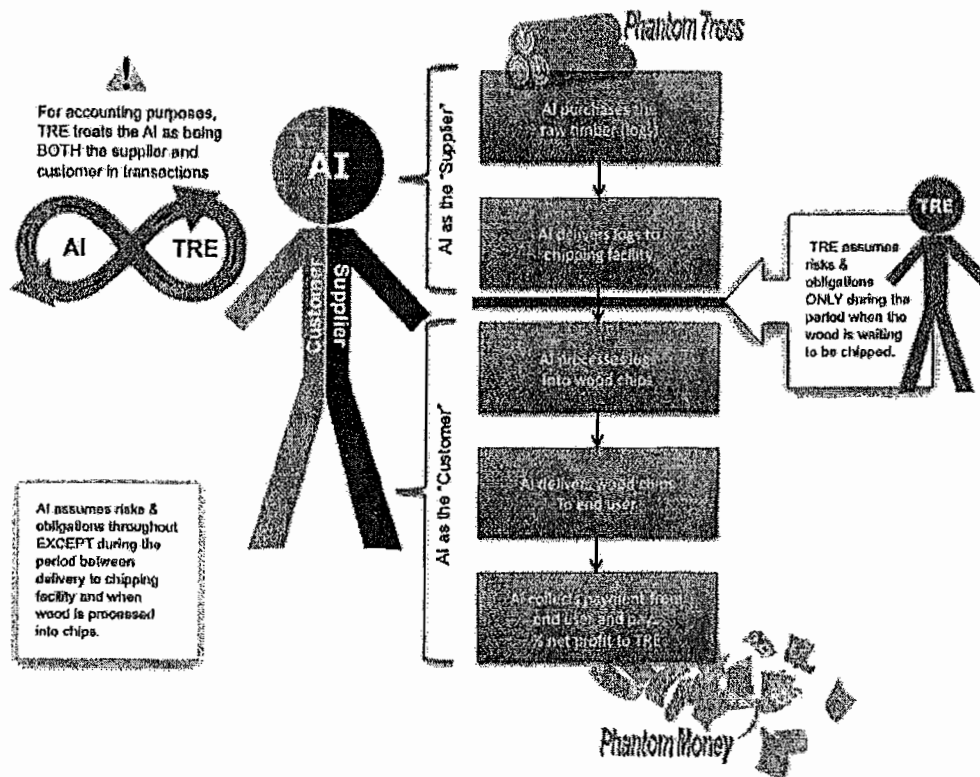 Phantom Trees
For accounting purposes,
TRE treats the AI as being
BOTH the supplier and
customer in transactions
AI
TRE
AI
Customer
Supplier
AI as the "Supplier"
AI as the "Customer"
AI purchases the
raw timber (logs)
AI delivers logs to
chipping facility
AI processes logs
into wood chips
AI delivers wood chips
to end user
AI collects payment from
end user and pays
% net profit to TRE
TRE
TRE assumes
risks &
obligations
ONLY during the
period when the
wood is waiting
to be chipped.
AI assumes risks &
obligations throughout
EXCEPT during the
period between
delivery to chipping
facility and when
wood is processed
into chips.
Phantom Money